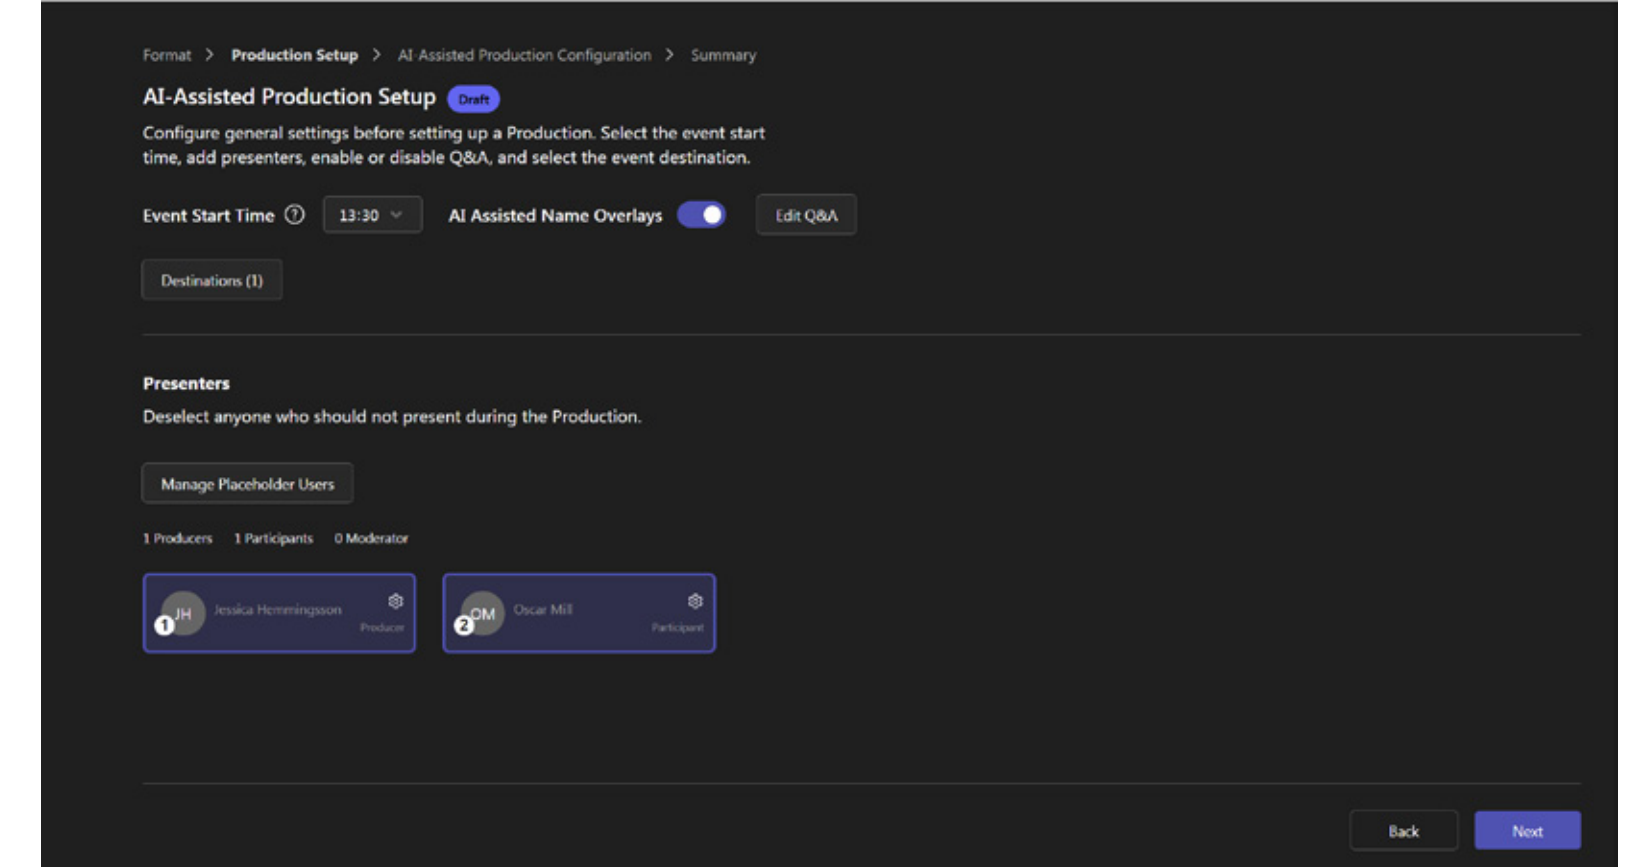 Format > Production Setup > AI-Assisted Production Configuration > Summary
AI-Assisted Production Setup Draft
Configure general settings before setting up a Production. Select the event start
time, add presenters, enable or disable Q&A, and select the event destination.
Event Start Time ? 13:30 AI Assisted Name Overlays Edit Q&A
Destinations (1)
Presenters
Deselect anyone who should not present during the Production.
Manage Placeholder Users
1 Producers 1 Participants 0 Moderator
JH 1 Jessica Hemmingsson Producer
OM 2 Oscar Mill Participant
Back Next